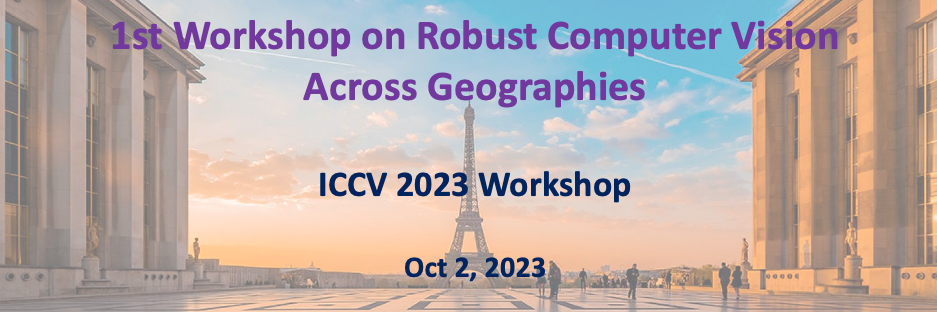 1st Workshop on Robust Computer Vision
Across Geographies
ICCV 2023 Workshop
Oct 2, 2023